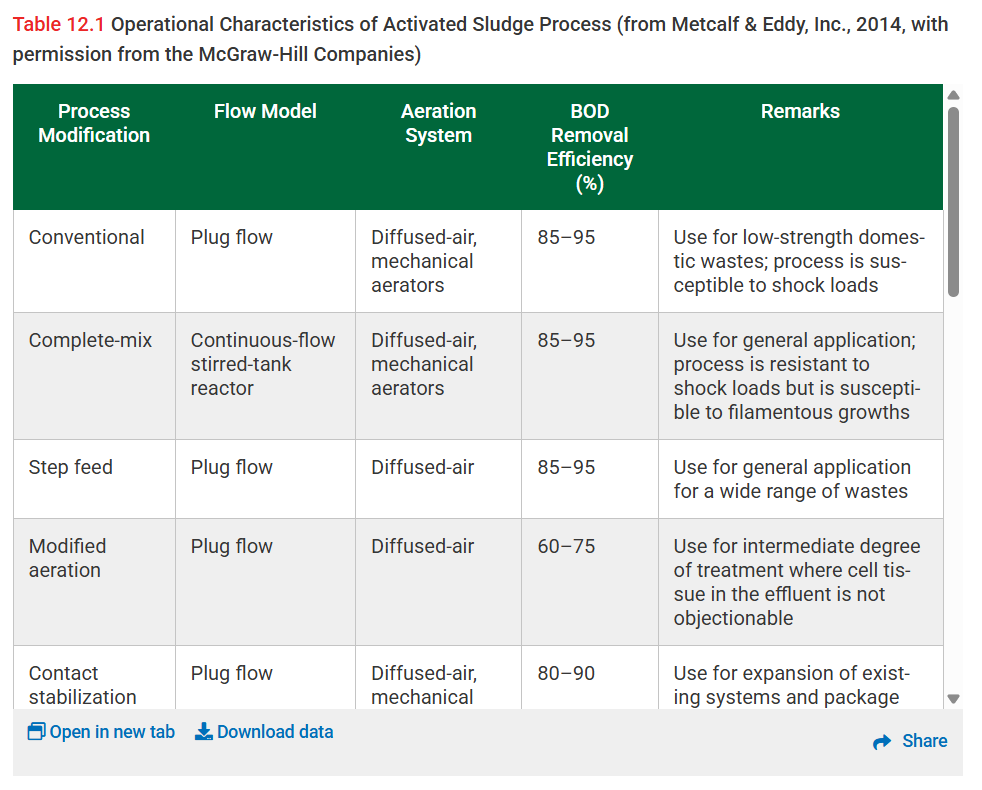 Table 12.1 Operational Characteristics of Activated Sludge Process (from Metcalf & Eddy, Inc., 2014, with
permission from the McGraw-Hill Companies)
Process
Modification
Flow Model
Aeration
System
BOD
Removal
Efficiency
(%)
Remarks
Conventional
Plug flow
Diffused-air,
mechanical
aerators
85–95
Use for low-strength domes-
tic wastes; process is sus-
ceptible to shock loads
Complete-mix
Continuous-flow
stirred-tank
reactor
Diffused-air,
mechanical
aerators
85–95
Use for general application;
process is resistant to
shock loads but is suscepti-
ble to filamentous growths
Step feed
Plug flow
Diffused-air
85–95
Use for general application
for a wide range of wastes
Modified
aeration
Plug flow
Diffused-air
60–75
Use for intermediate degree
of treatment where cell tis-
sue in the effluent is not
objectionable
Contact
stabilization
Plug flow
Diffused-air,
mechanical
80–90
Use for expansion of exist-
ing systems and package
Open in new tab
Download data
Share